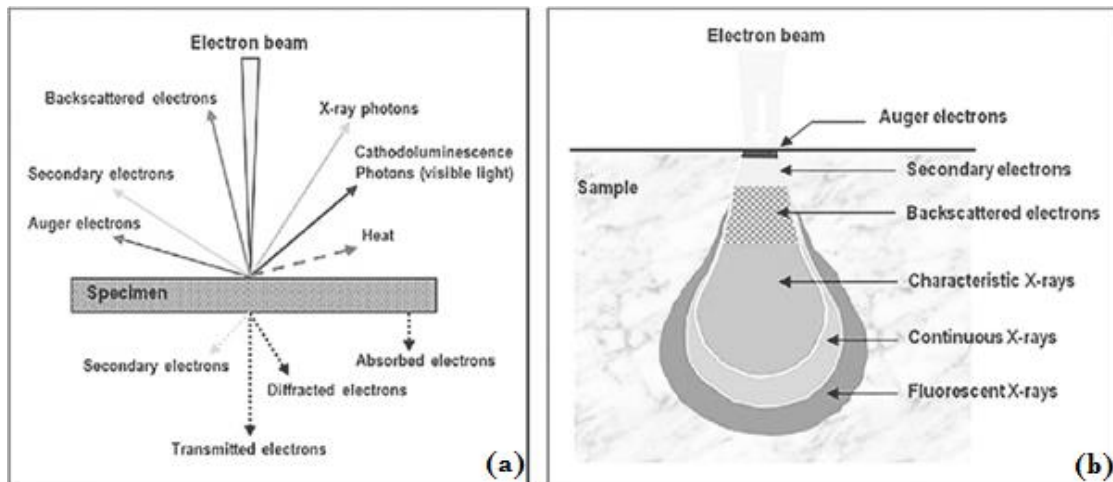 Electron beam
Backscattered electrons
X-ray photons
Cathodoluminescence
Photons (visible light)
Secondary electrons
Auger electrons
Heat
Specimen
Secondary electrons
Absorbed electrons
Diffracted electrons
Transmitted electrons
(a)
Electron beam
Auger electrons
Sample
Secondary electrons
Backscattered electrons
Characteristic X-rays
Continuous X-rays
Fluorescent X-rays
(b)